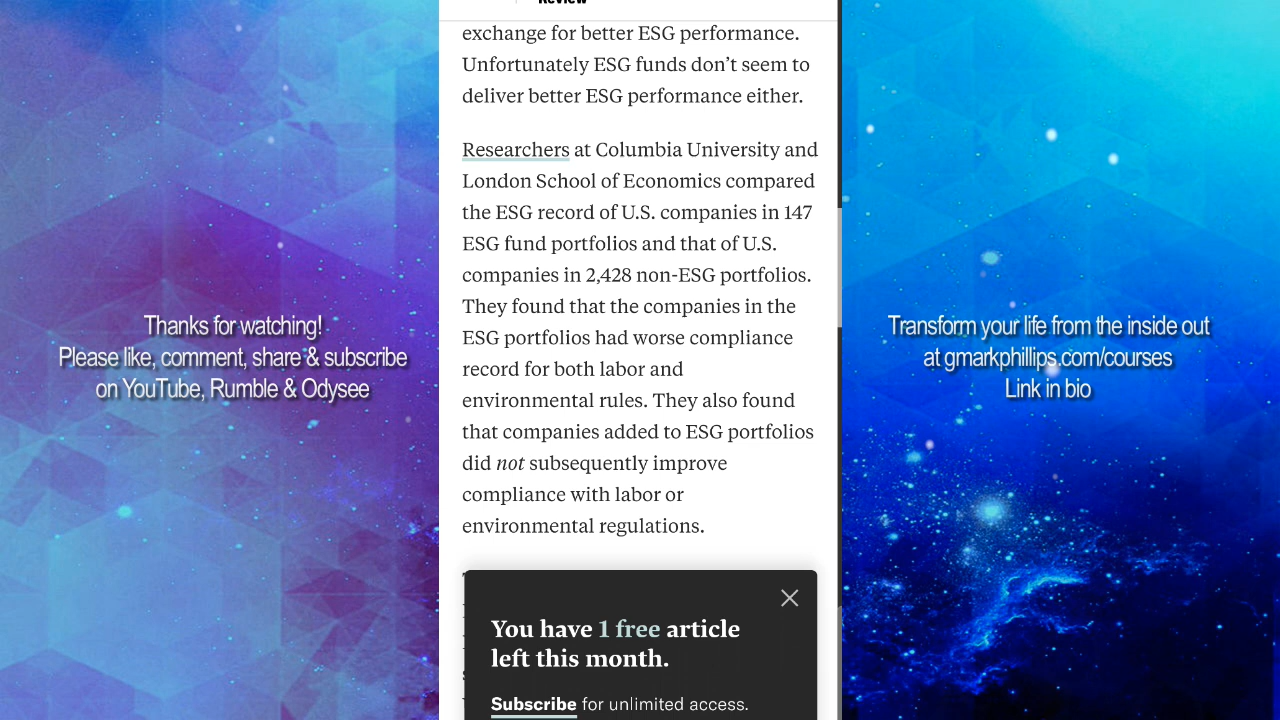 Review
exchange for better ESG performance.
Unfortunately ESG funds don’t seem to
deliver better ESG performance either.
Researchers at Columbia University and
London School of Economics compared
the ESG record of U.S. companies in 147
ESG fund portfolios and that of U.S.
companies in 2,428 non-ESG portfolios.
They found that the companies in the
ESG portfolios had worse compliance
record for both labor and
environmental rules. They also found
that companies added to ESG portfolios
did not subsequently improve
compliance with labor or
environmental regulations.
You have 1 free article
left this month.
Subscribe for unlimited access.
Thanks for watching!
Please like, comment, share & subscribe
on YouTube, Rumble & Odysee
Transform your life from the inside out
at gmarkphillips.com/courses
Link in bio